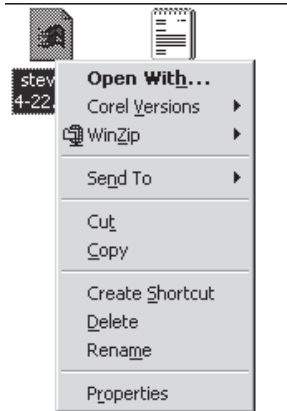 stev
4-22.
Open With...
Corel Versions
WinZip
Send To
Cut
Copy
Create Shortcut
Delete
Rename
Properties